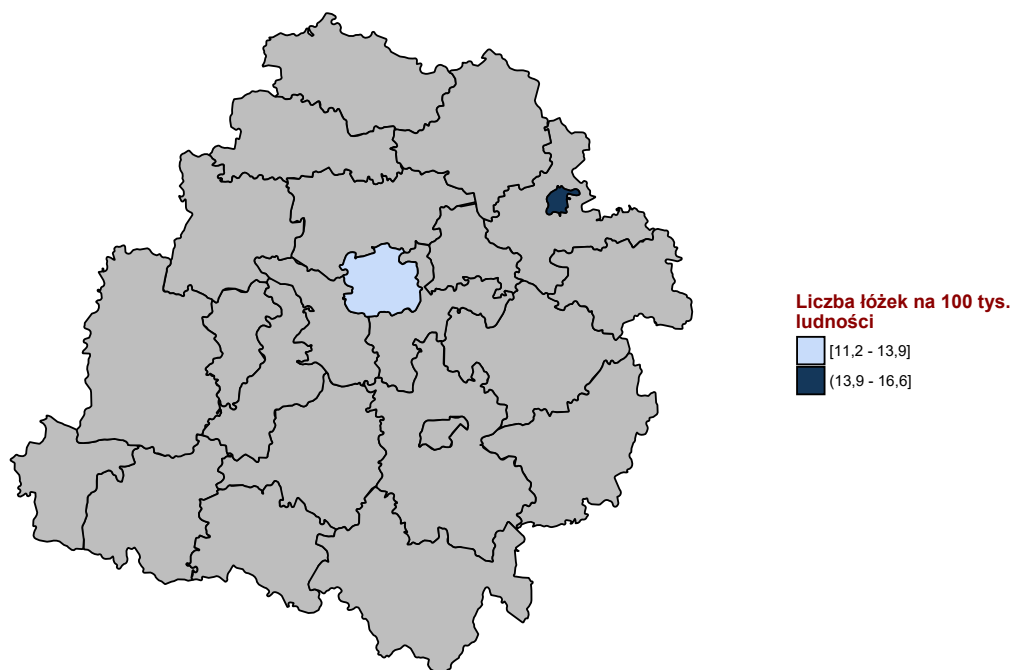 Liczba łóżek na 100 tys.
ludności
[11,2 - 13,9]
(13,9 - 16,6]